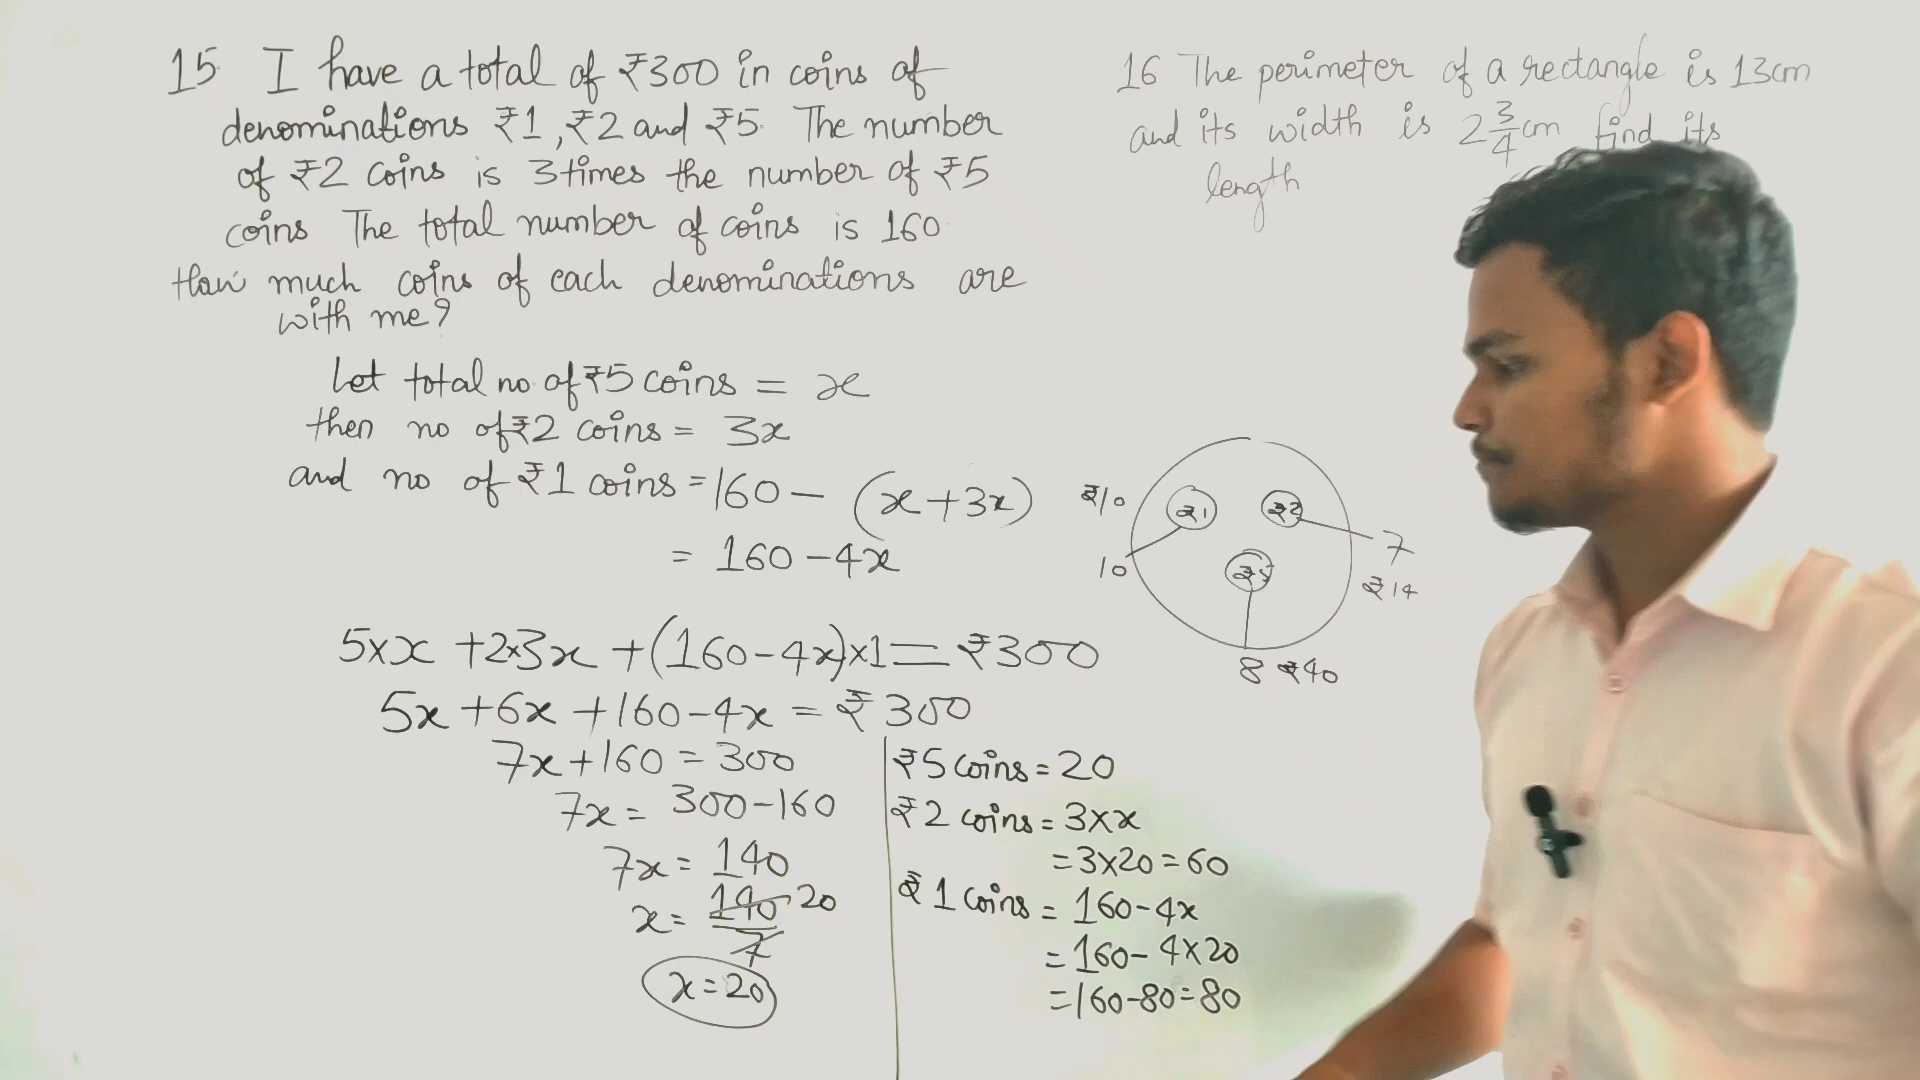 15 I have a total of ₹300 in coins of
denominations ₹1, ₹2 and ₹5. The number
of ₹2 coins is 3 times the number of ₹5
coins The total number of coins is 160
How much coins of each denominations are
with me?
Let total no. of ₹5 coins = x
then no of ₹2 coins = 3x
and no of ₹1 coins = 160 - (x+3x)
= 160 - 4x
5×x + 2×3x + (160-4x)×1 = ₹300
5x + 6x + 160 - 4x = ₹300
7x + 160 = 300
7x = 300 - 160
7x = 140
x = 140/7 20
x = 20
₹5 coins = 20
₹2 coins = 3×x
= 3×20 = 60
₹1 coins = 160 - 4x
= 160 - 4×20
= 160 - 80 = 80
16 The perimeter of a rectangle is 13cm
and its width is 2 3/4 cm find its
length
₹10 ₹1 ₹2
10 ₹5 7
₹14
8 ₹40